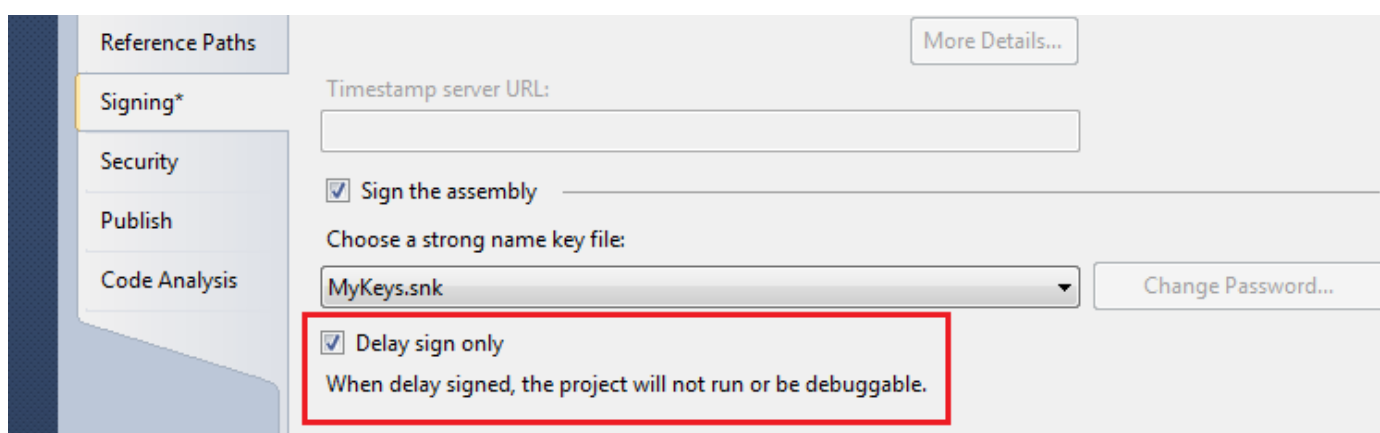 Reference Paths
More Details...
Signing*
Timestamp server URL:
Security
Sign the assembly
Publish
Choose a strong name key file:
Code Analysis
MyKeys.snk
Change Password...
Delay sign only
When delay signed, the project will not run or be debuggable.